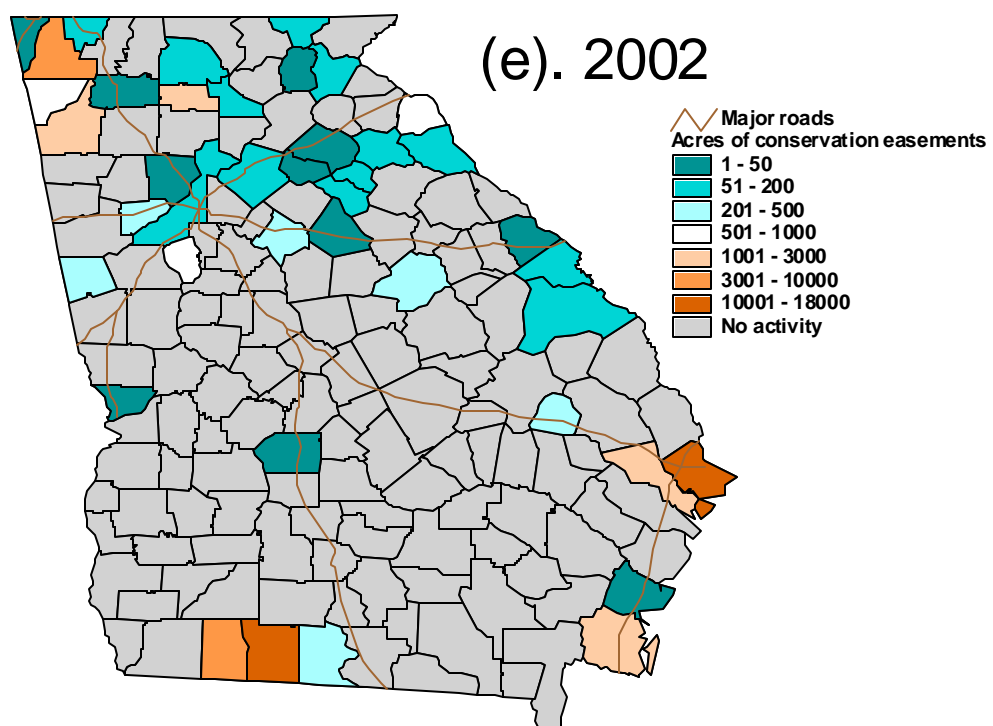 (e). 2002
Major roads
Acres of conservation easements
1 - 50
51 - 200
201 - 500
501 - 1000
1001 - 3000
3001 - 10000
10001 - 18000
No activity